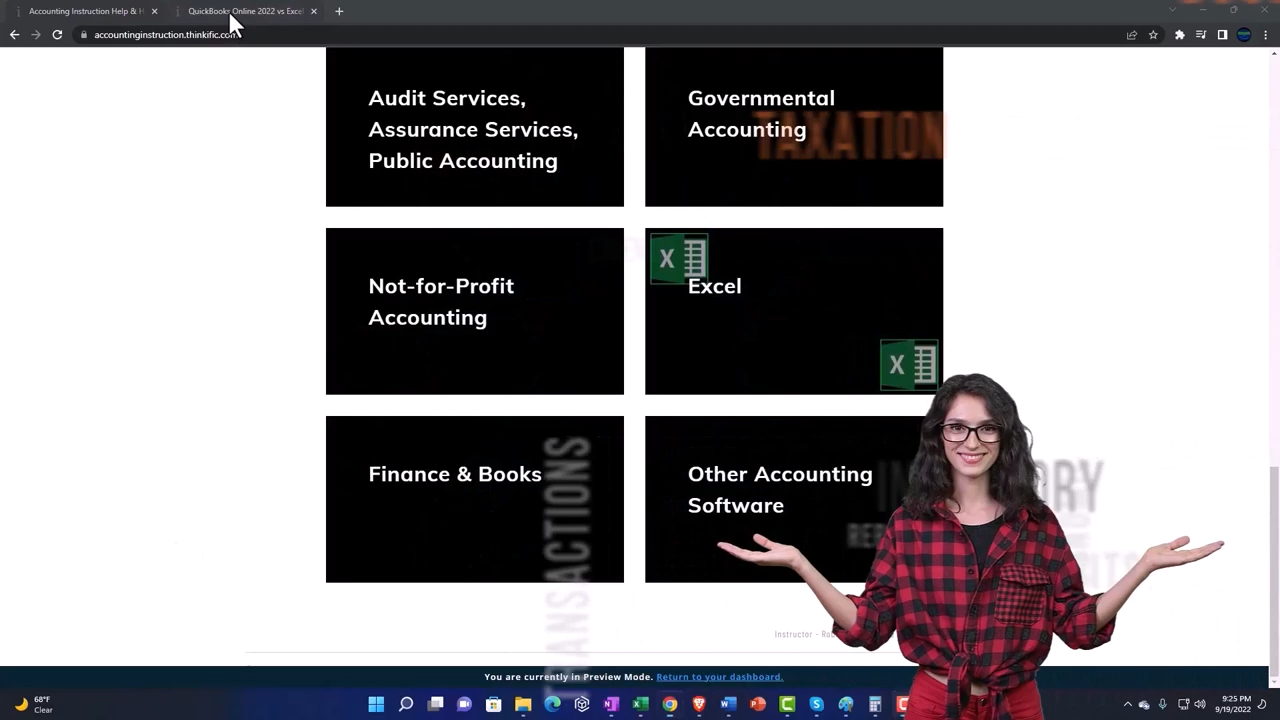 Accounting Instruction Help & H
QuickBooks Online 2022 vs Excel
accountinginstruction.thinkific.com
Audit Services,
Assurance Services,
Public Accounting
Governmental
Accounting
TAXATION
Not-for-Profit
Accounting
X
Excel
X
Finance & Books
TRANSACTIONS
Other Accounting
Software
Instructor -
You are currently in Preview Mode. Return to your dashboard.
68°F
Clear
9:25 PM
9/19/2022